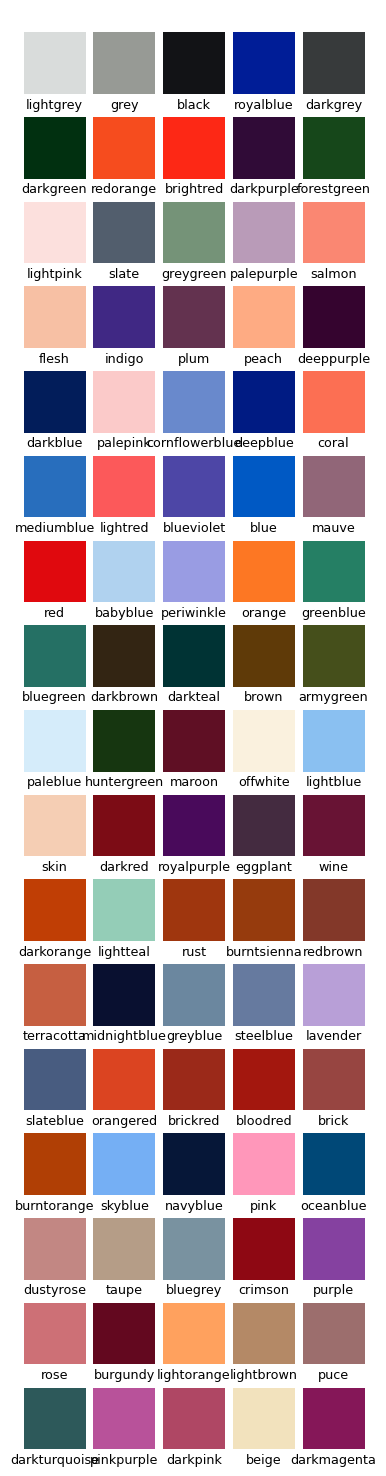 lightgrey grey black royalblue darkgrey
darkgreen redorange brightred darkpurple forestgreen
lightpink slate greygreen palepurple salmon
flesh indigo plum peach deeppurple
darkblue palepink cornflowerblue deepblue coral
mediumblue lightred blueviolet blue mauve
red babyblue periwinkle orange greenblue
bluegreen darkbrown darkteal brown armygreen
paleblue huntergreen maroon offwhite lightblue
skin darkred royalpurple eggplant wine
darkorange lightteal rust burntsienna redbrown
terracotta midnightblue greyblue steelblue lavender
slateblue orangered brickred bloodred brick
burntorange skyblue navyblue pink oceanblue
dustyrose taupe bluegrey crimson purple
rose burgundy lightorange lightbrown puce
darkturquoise pinkpurple darkpink beige darkmagenta